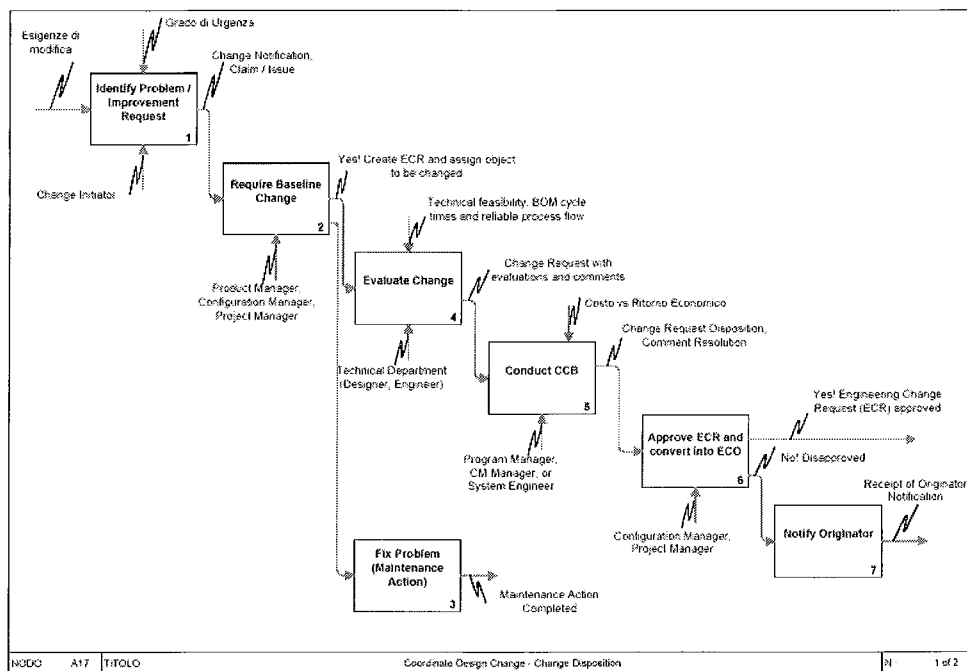 Grado di Urgenza
Esigenze di
modifica
Change Notification,
Claim / Issue
Identify Problem /
Improvement
Request
1
Change Initiator
Yes! Create ECR and assign object
to be changed
Require Baseline
Change
2
Technical feasibility, BOM cycle
times and reliable process flow
Product Manager,
Configuration Manager,
Project Manager
Evaluate Change
4
Change Request with
evaluations and comments
Costo vs Ritorno Economico
Technical Department
(Designer, Engineer)
Conduct CCB
5
Change Request Disposition,
Comment Resolution
Program Manager,
CM Manager, or
System Engineer
Yes! Engineering Change
Request (ECR) approved
Approve ECR and
convert into ECO
6
No! Disapproved
Receipt of Originator
Notification
Configuration Manager,
Project Manager
Notify Originator
7
Fix Problem
(Maintenance
Action)
3
Maintenance Action
Completed
NODO A17 TITOLO Coordinate Design Change - Change Disposition N 1 of 2